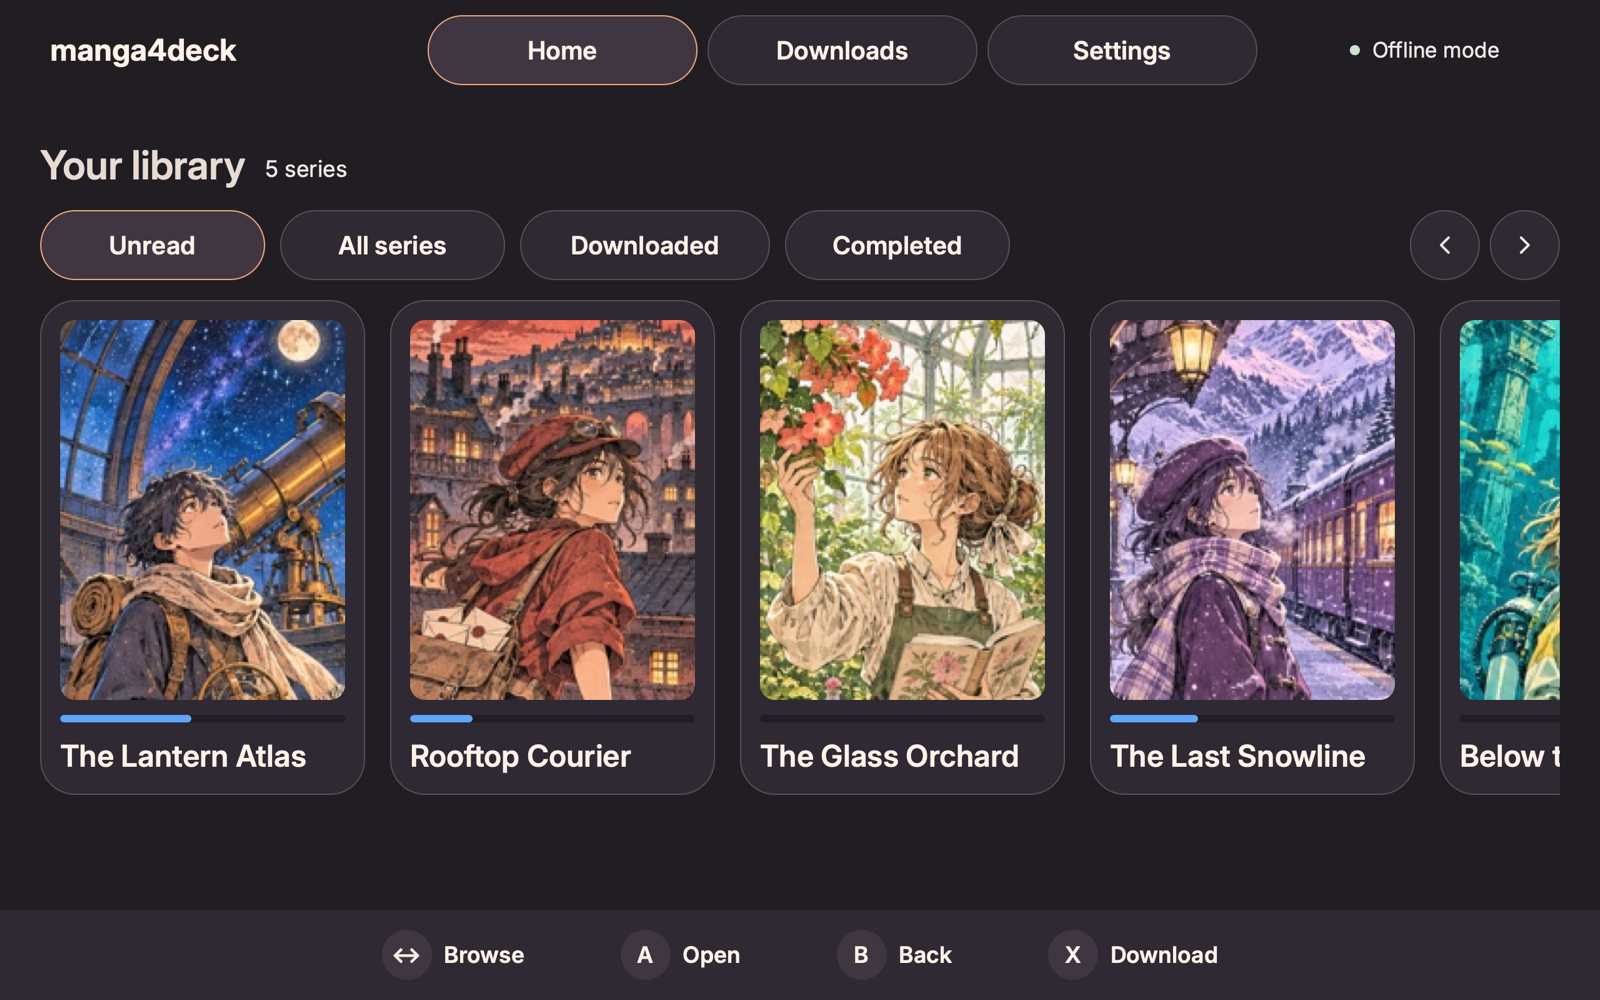 manga4deck
Home
Downloads
Settings
Offline mode
Your library
5 series
Unread
All series
Downloaded
Completed
The Lantern Atlas
Rooftop Courier
The Glass Orchard
The Last Snowline
Below
Browse
A Open
B Back
X Download